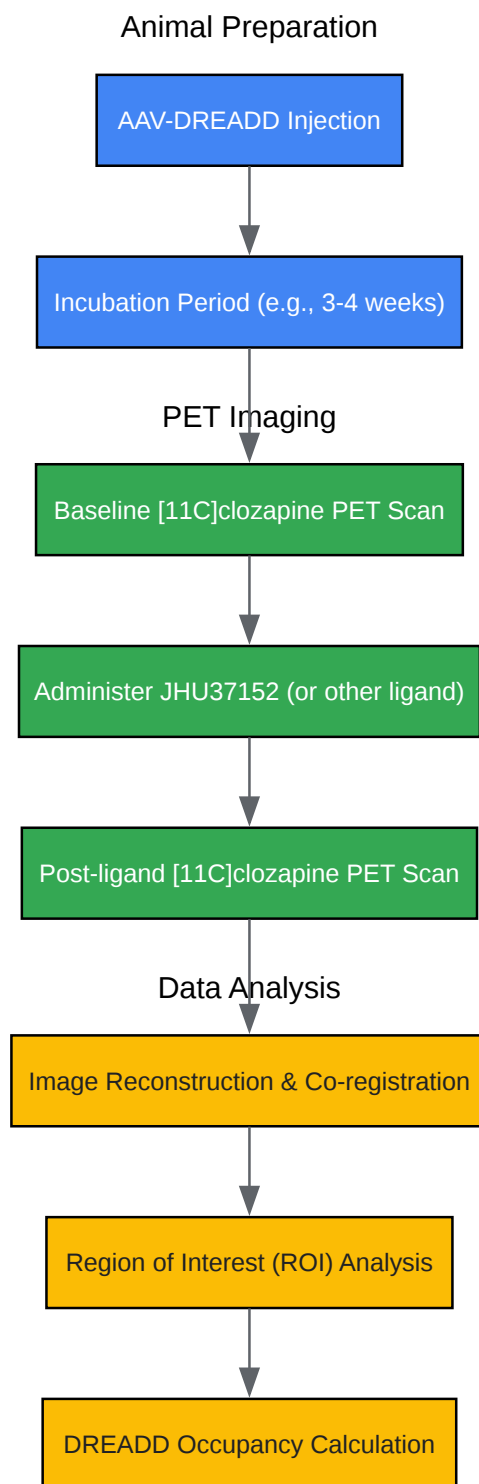 Animal Preparation
AAV-DREADD Injection
Incubation Period (e.g., 3-4 weeks)
PET Imaging
Baseline [11C]clozapine PET Scan
Administer JHU37152 (or other ligand)
Post-ligand [11C]clozapine PET Scan
Data Analysis
Image Reconstruction & Co-registration
Region of Interest (ROI) Analysis
DREADD Occupancy Calculation